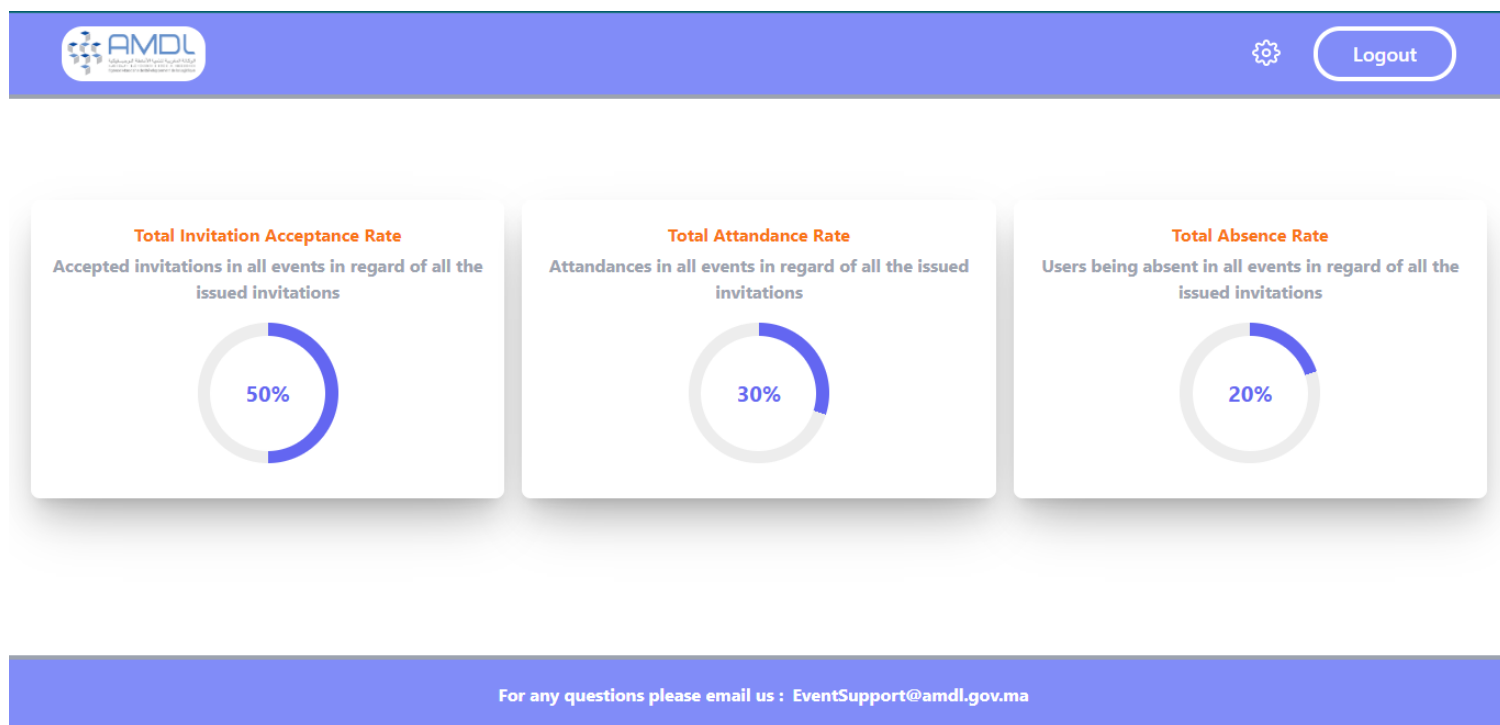 AMDL
Logout
Total Invitation Acceptance Rate
Accepted invitations in all events in regard of all the
issued invitations
50%
Total Attandance Rate
Attandances in all events in regard of all the issued
invitations
30%
Total Absence Rate
Users being absent in all events in regard of all the
issued invitations
20%
For any questions please email us : EventSupport@amdl.gov.ma